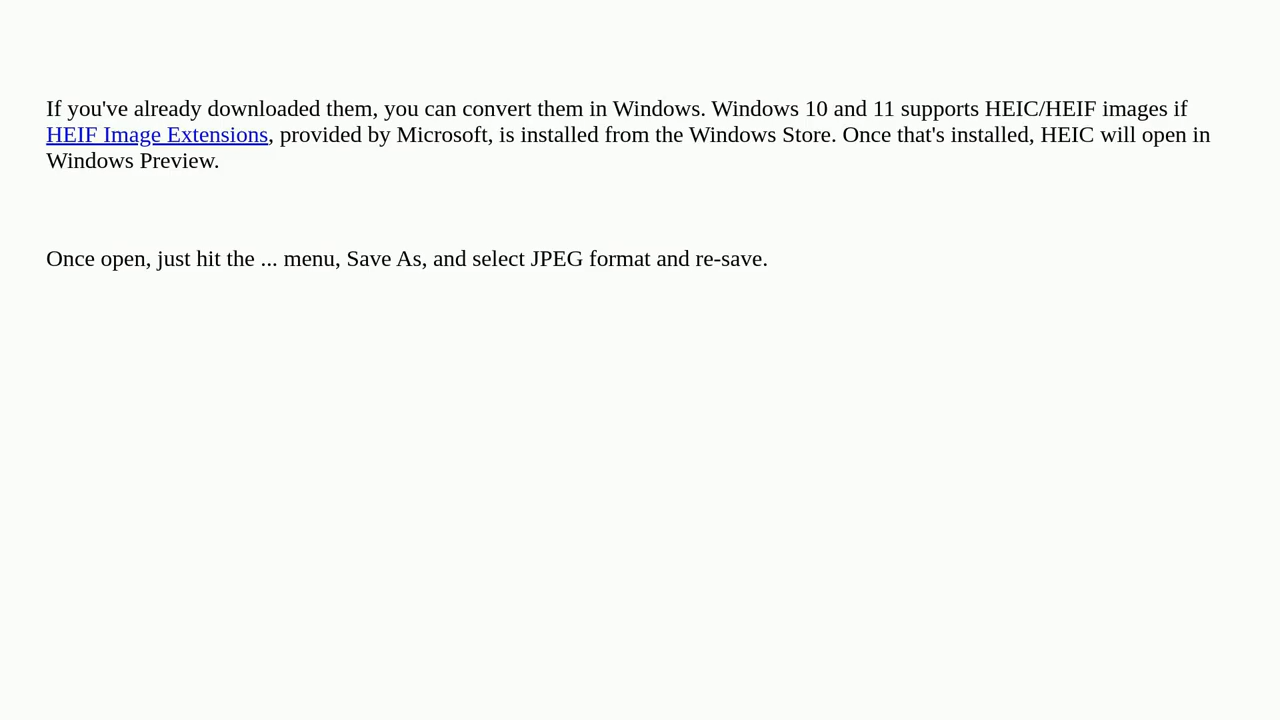 If you've already downloaded them, you can convert them in Windows. Windows 10 and 11 supports HEIC/HEIF images if
HEIF Image Extensions, provided by Microsoft, is installed from the Windows Store. Once that's installed, HEIC will open in
Windows Preview.
Once open, just hit the ... menu, Save As, and select JPEG format and re-save.